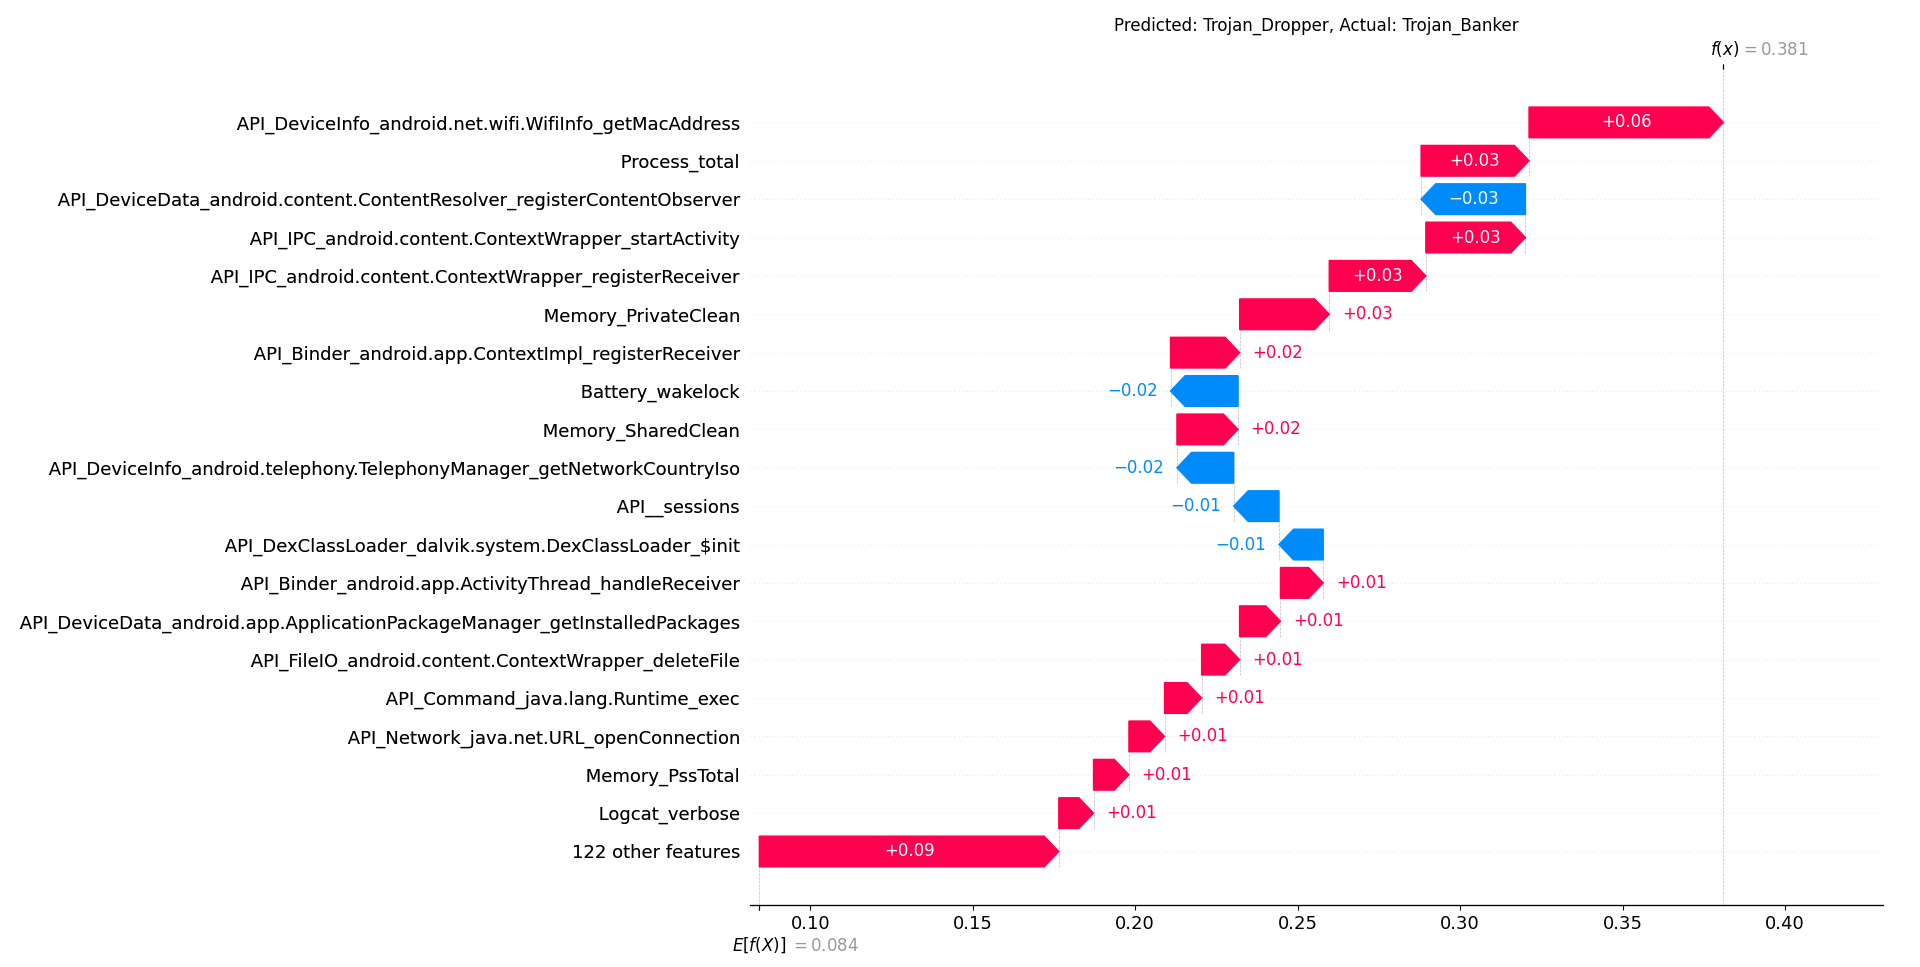 Predicted: Trojan_Dropper, Actual: Trojan_Banker
f(x) = 0.381
API_DeviceInfo_android.net.wifi.WifiInfo_getMacAddress +0.06
Process_total +0.03
API_DeviceData_android.content.ContentResolver_registerContentObserver −0.03
API_IPC_android.content.ContextWrapper_startActivity +0.03
API_IPC_android.content.ContextWrapper_registerReceiver +0.03
Memory_PrivateClean +0.03
API_Binder_android.app.ContextImpl_registerReceiver +0.02
Battery_wakelock −0.02
Memory_SharedClean +0.02
API_DeviceInfo_android.telephony.TelephonyManager_getNetworkCountryIso −0.02
API__sessions −0.01
API_DexClassLoader_dalvik.system.DexClassLoader_$init −0.01
API_Binder_android.app.ActivityThread_handleReceiver +0.01
API_DeviceData_android.app.ApplicationPackageManager_getInstalledPackages +0.01
API_FileIO_android.content.ContextWrapper_deleteFile +0.01
API_Command_java.lang.Runtime_exec +0.01
API_Network_java.net.URL_openConnection +0.01
Memory_PssTotal +0.01
Logcat_verbose +0.01
122 other features +0.09
0.10 0.15 0.20 0.25 0.30 0.35 0.40
E[f(X)] = 0.084